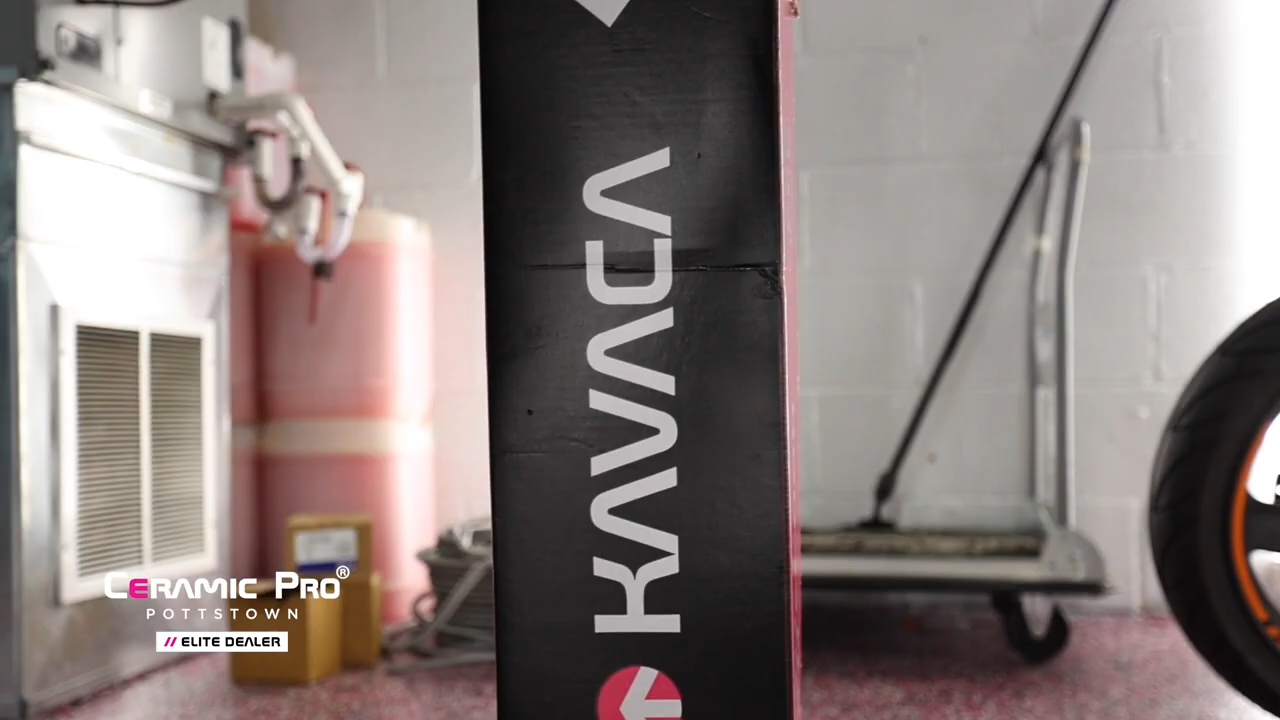 KAVACA
CERAMIC PRO®
POTTSTOWN
// ELITE DEALER